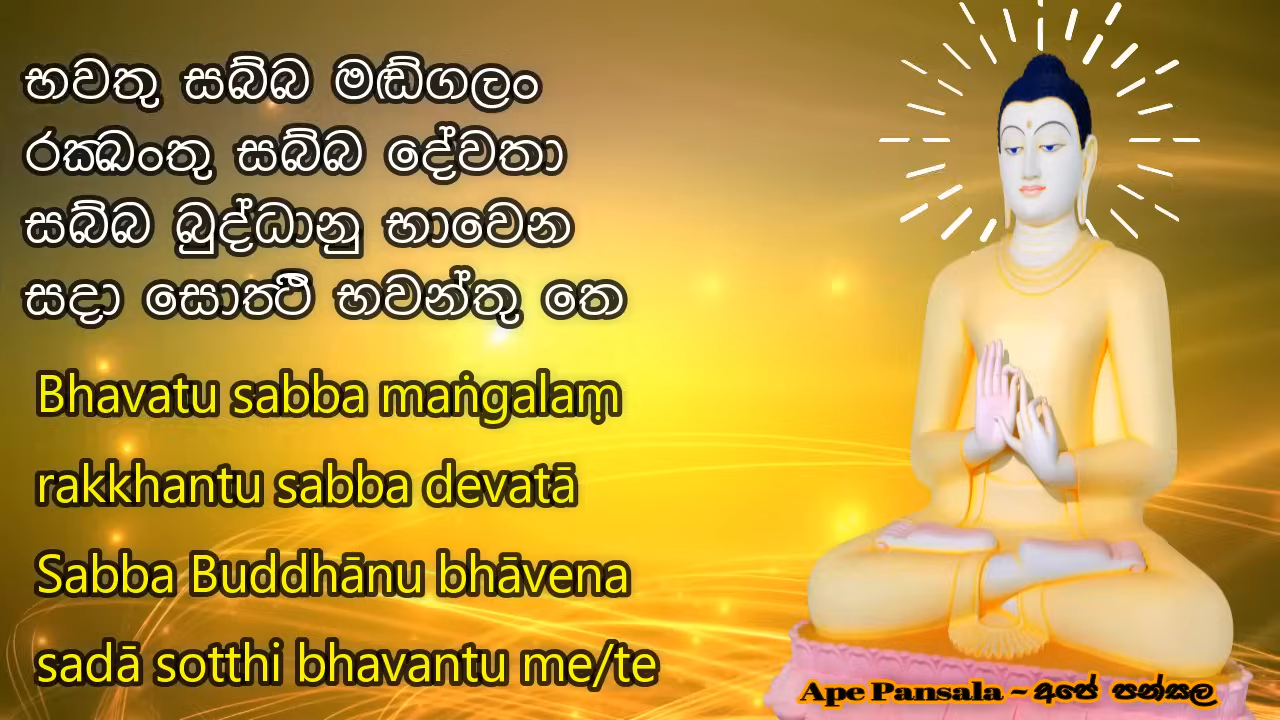 භවතු සබ්බ මඬ්ගලං
රක්ඛංතු සබ්බ දේවතා
සබ්බ බුද්ධානු භාවෙන
සදා සොත්ථි භවන්තු තෙ
Bhavatu sabba maṅgalaṃ
rakkhantu sabba devatā
Sabba Buddhānu bhāvena
sadā sotthi bhavantu me/te
Ape Pansala ~ අපේ පන්සල